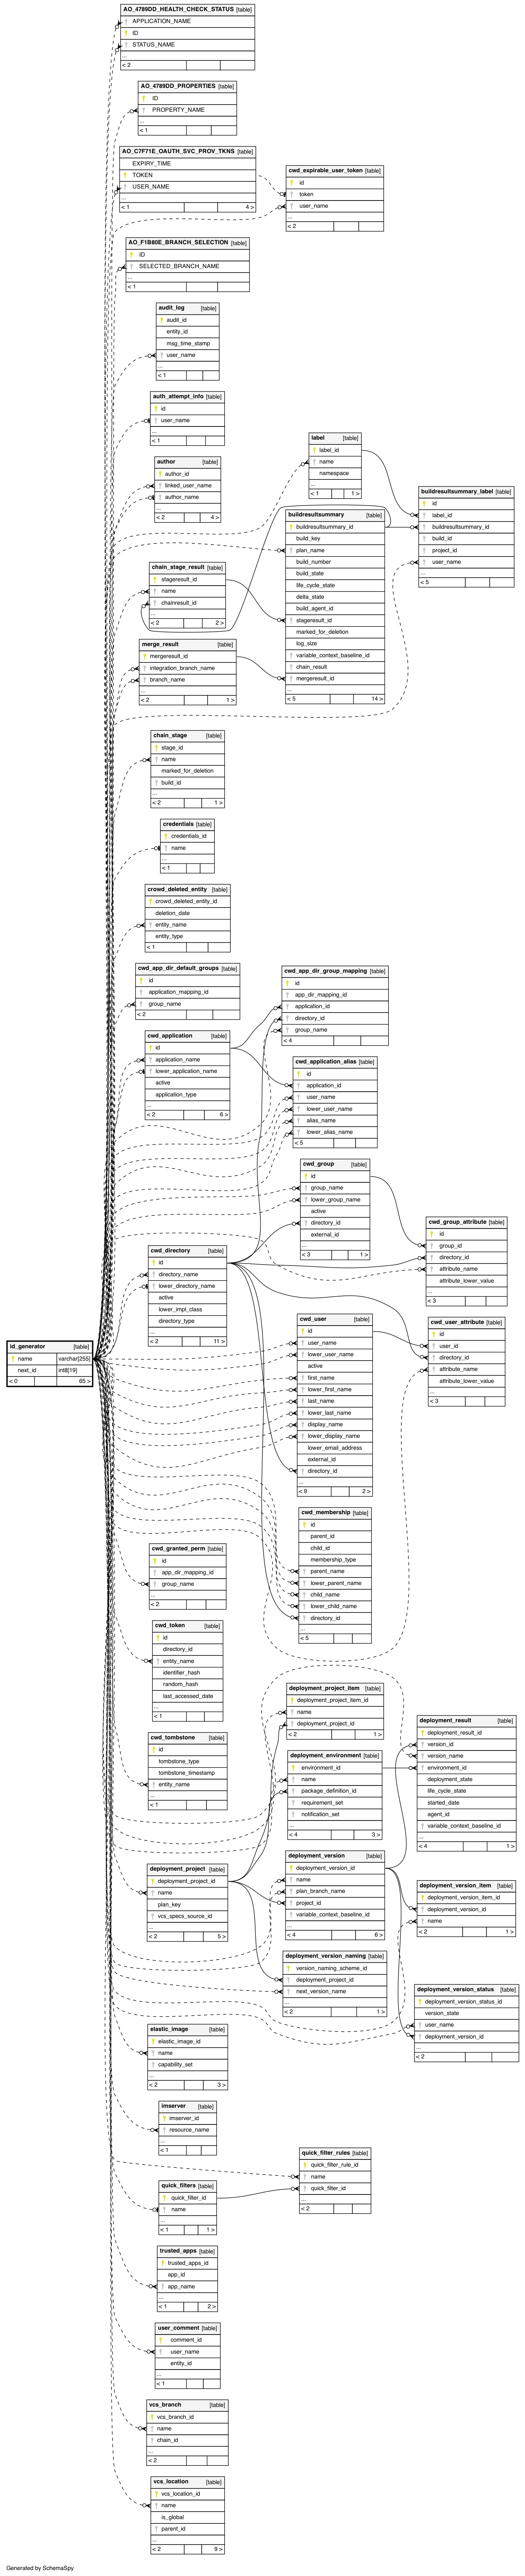 AO_4789DD_HEALTH_CHECK_STATUS [table]
APPLICATION_NAME
ID
STATUS_NAME
...
< 2
AO_4789DD_PROPERTIES [table]
ID
PROPERTY_NAME
...
< 1
AO_C7F71E_OAUTH_SVC_PROV_TKNS [table]
EXPIRY_TIME
TOKEN
USER_NAME
...
< 1 4 >
cwd_expirable_user_token [table]
id
token
user_name
...
< 2
AO_F1B80E_BRANCH_SELECTION [table]
ID
SELECTED_BRANCH_NAME
...
< 1
audit_log [table]
audit_id
entity_id
msg_time_stamp
user_name
...
< 1
auth_attempt_info [table]
id
user_name
...
< 1
author [table]
author_id
linked_user_name
author_name
...
< 2 4 >
label [table]
label_id
name
namespace
...
< 1 1 >
buildresultsummary_label [table]
id
label_id
buildresultsummary_id
build_id
project_id
user_name
...
< 5
buildresultsummary [table]
buildresultsummary_id
build_key
plan_name
build_number
build_state
life_cycle_state
delta_state
build_agent_id
stageresult_id
marked_for_deletion
log_size
variable_context_baseline_id
chain_result
mergeresult_id
...
< 5 14 >
chain_stage_result [table]
stageresult_id
name
chainresult_id
...
< 2 2 >
merge_result [table]
mergeresult_id
integration_branch_name
branch_name
...
< 2 1 >
chain_stage [table]
stage_id
name
marked_for_deletion
build_id
...
< 2 1 >
credentials [table]
credentials_id
name
...
< 1
crowd_deleted_entity [table]
crowd_deleted_entity_id
deletion_date
entity_name
entity_type
< 1
cwd_app_dir_default_groups [table]
id
application_mapping_id
group_name
< 2
cwd_app_dir_group_mapping [table]
id
app_dir_mapping_id
application_id
directory_id
group_name
< 4
cwd_application [table]
id
application_name
lower_application_name
active
application_type
...
< 2 6 >
cwd_application_alias [table]
id
application_id
user_name
lower_user_name
alias_name
lower_alias_name
< 5
cwd_group [table]
id
group_name
lower_group_name
active
directory_id
external_id
...
< 3 1 >
cwd_group_attribute [table]
id
group_id
directory_id
attribute_name
attribute_lower_value
...
< 3
cwd_directory [table]
id
directory_name
lower_directory_name
active
lower_impl_class
directory_type
...
< 2 11 >
cwd_user [table]
id
user_name
lower_user_name
active
first_name
lower_first_name
last_name
lower_last_name
display_name
lower_display_name
lower_email_address
external_id
directory_id
...
< 9 2 >
cwd_user_attribute [table]
id
user_id
directory_id
attribute_name
attribute_lower_value
...
< 3
id_generator [table]
name varchar[255]
next_id int8[19]
< 0 65 >
cwd_membership [table]
id
parent_id
child_id
membership_type
parent_name
lower_parent_name
child_name
lower_child_name
directory_id
...
< 5
cwd_granted_perm [table]
id
app_dir_mapping_id
group_name
...
< 2
cwd_token [table]
id
directory_id
entity_name
identifier_hash
random_hash
last_accessed_date
...
< 1
cwd_tombstone [table]
id
tombstone_type
tombstone_timestamp
entity_name
...
< 1
deployment_project_item [table]
deployment_project_item_id
name
deployment_project_id
< 2 1 >
deployment_result [table]
deployment_result_id
version_id
version_name
environment_id
deployment_state
life_cycle_state
started_date
agent_id
variable_context_baseline_id
...
< 4 1 >
deployment_environment [table]
environment_id
name
package_definition_id
requirement_set
notification_set
...
< 4 3 >
deployment_project [table]
deployment_project_id
name
plan_key
vcs_specs_source_id
...
< 2 5 >
deployment_version [table]
deployment_version_id
name
plan_branch_name
project_id
variable_context_baseline_id
...
< 4 6 >
deployment_version_item [table]
deployment_version_item_id
deployment_version_id
name
...
< 2 1 >
deployment_version_naming [table]
version_naming_scheme_id
deployment_project_id
next_version_name
...
< 2 1 >
deployment_version_status [table]
deployment_version_status_id
version_state
user_name
deployment_version_id
...
< 2
elastic_image [table]
elastic_image_id
name
capability_set
...
< 2 3 >
imserver [table]
imserver_id
resource_name
...
< 1
quick_filter_rules [table]
quick_filter_rule_id
name
quick_filter_id
...
< 2
quick_filters [table]
quick_filter_id
name
...
< 1 1 >
trusted_apps [table]
trusted_apps_id
app_id
app_name
...
< 1 2 >
user_comment [table]
comment_id
user_name
entity_id
...
< 1
vcs_branch [table]
vcs_branch_id
name
chain_id
...
< 2
vcs_location [table]
vcs_location_id
name
is_global
parent_id
...
< 2 9 >
Generated by SchemaSpy